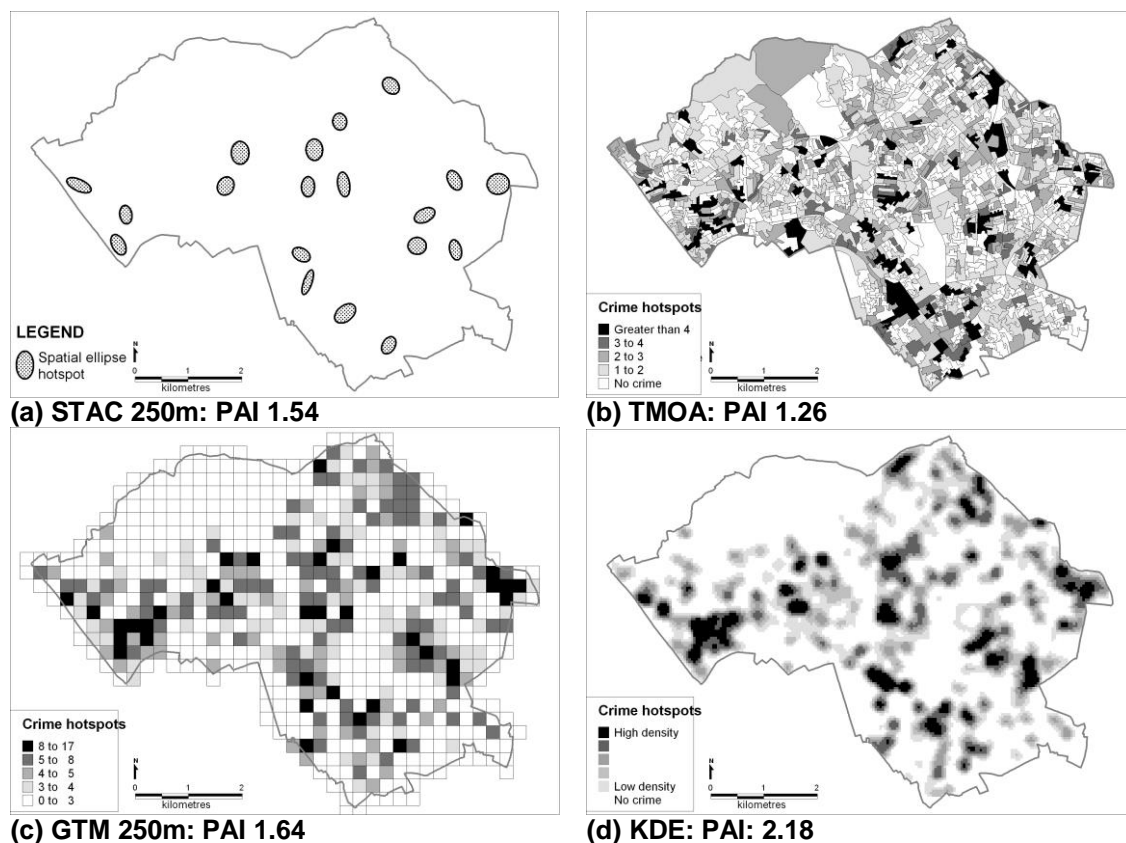 LEGEND
Spatial ellipse
hotspot
N
0 1 2
kilometres
(a) STAC 250m: PAI 1.54
Crime hotspots
Greater than 4
3 to 4
2 to 3
1 to 2
No crime
N
0 1 2
kilometres
(b) TMOA: PAI 1.26
Crime hotspots
8 to 17
5 to 8
4 to 5
3 to 4
0 to 3
N
0 1 2
kilometres
(c) GTM 250m: PAI 1.64
Crime hotspots
High density
Low density
No crime
N
0 1 2
kilometres
(d) KDE: PAI: 2.18